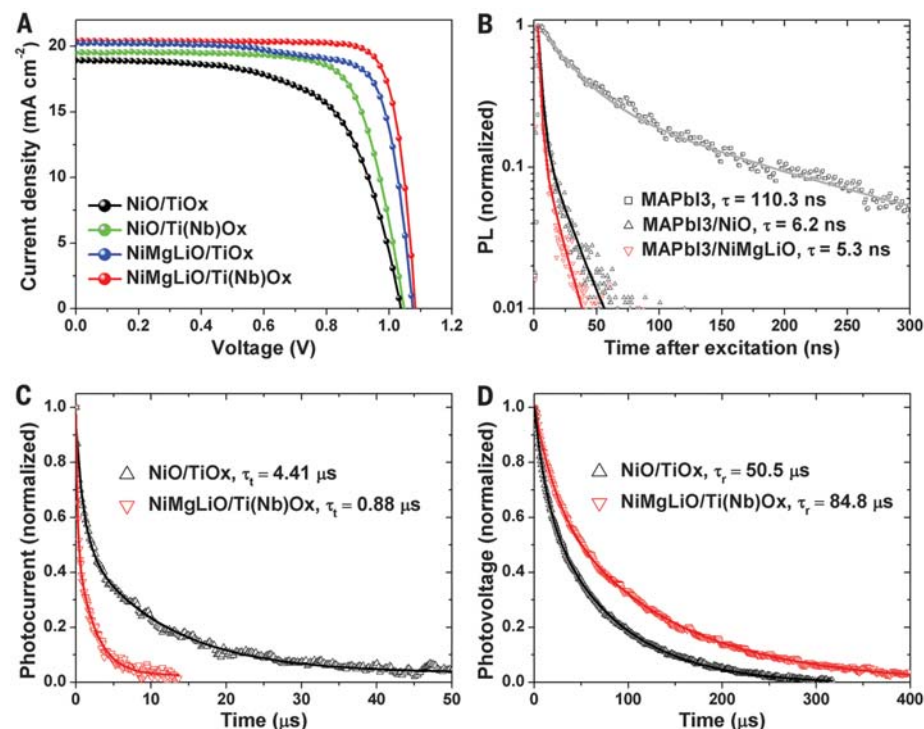 A
Current density (mA cm⁻²)
20
15
10
5
0
NiO/TiOx
NiO/Ti(Nb)Ox
NiMgLiO/TiOx
NiMgLiO/Ti(Nb)Ox
0.0 0.2 0.4 0.6 0.8 1.0 1.2
Voltage (V)
B
PL (normalized)
1
0.1
0.01
MAPbI3, τ = 110.3 ns
MAPbI3/NiO, τ = 6.2 ns
MAPbI3/NiMgLiO, τ = 5.3 ns
0 50 100 150 200 250 300
Time after excitation (ns)
C
Photocurrent (normalized)
1.0
0.8
0.6
0.4
0.2
0.0
NiO/TiOx, τt = 4.41 μs
NiMgLiO/Ti(Nb)Ox, τt = 0.88 μs
0 10 20 30 40 50
Time (μs)
D
Photovoltage (normalized)
1.0
0.8
0.6
0.4
0.2
0.0
NiO/TiOx, τr = 50.5 μs
NiMgLiO/Ti(Nb)Ox, τr = 84.8 μs
0 100 200 300 400
Time (μs)